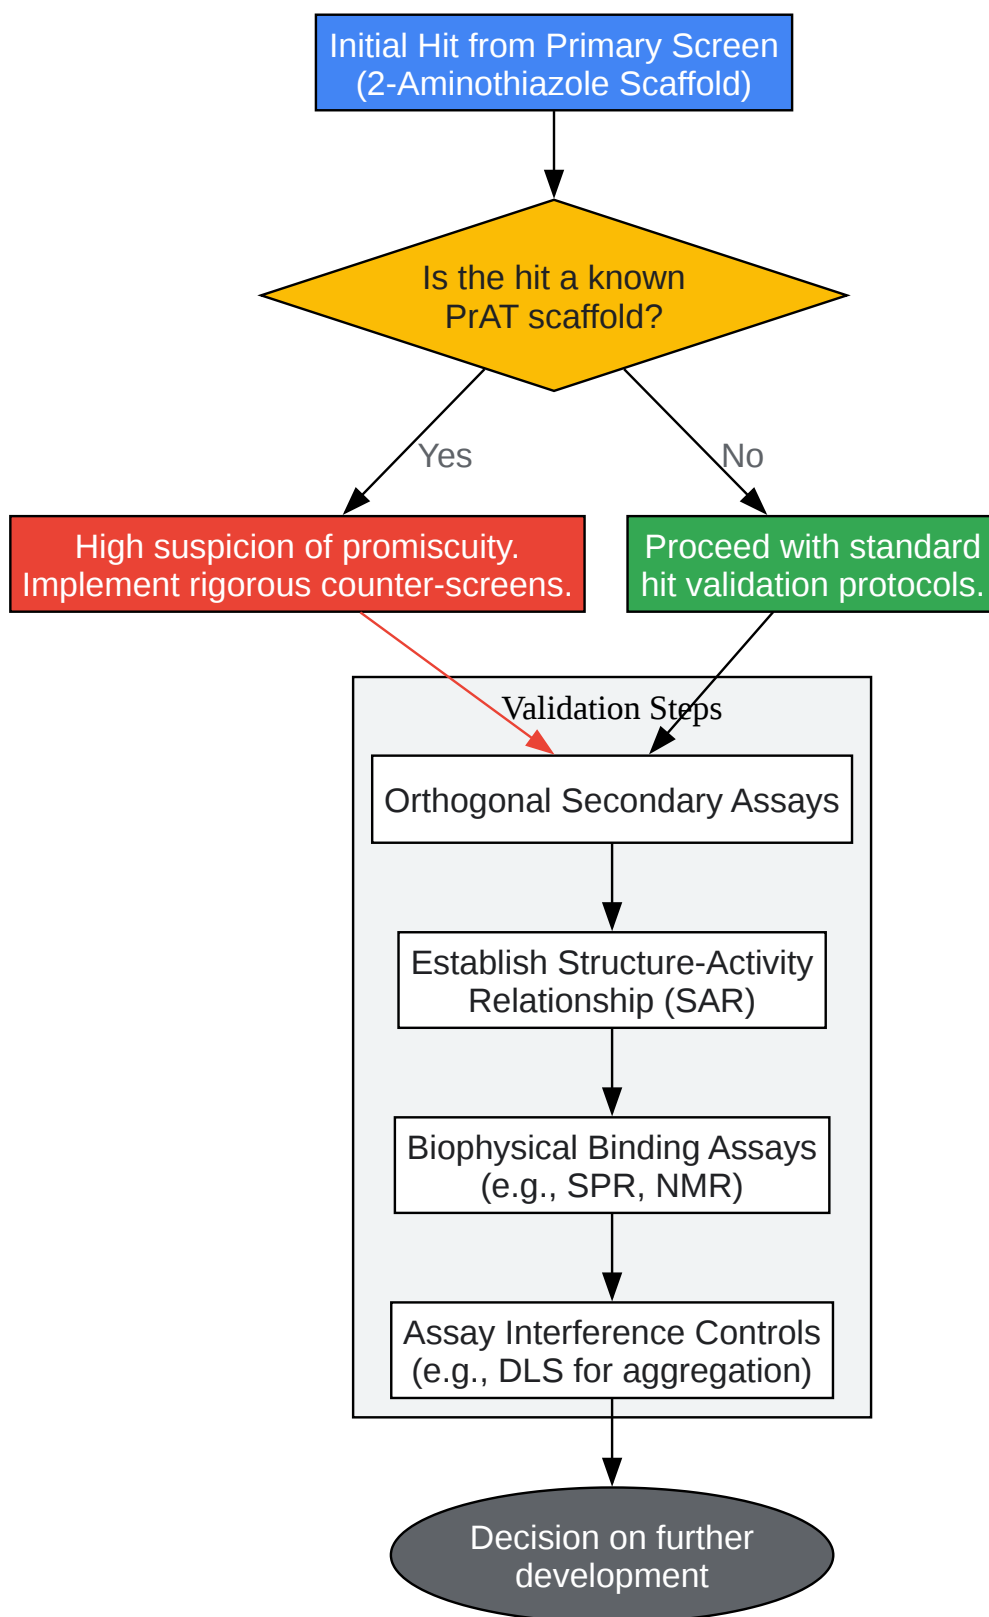 Initial Hit from Primary Screen
(2-Aminothiazole Scaffold)
Is the hit a known
PrAT scaffold?
Yes
No
High suspicion of promiscuity.
Implement rigorous counter-screens.
Proceed with standard
hit validation protocols.
Validation Steps
Orthogonal Secondary Assays
Establish Structure-Activity
Relationship (SAR)
Biophysical Binding Assays
(e.g., SPR, NMR)
Assay Interference Controls
(e.g., DLS for aggregation)
Decision on further
development